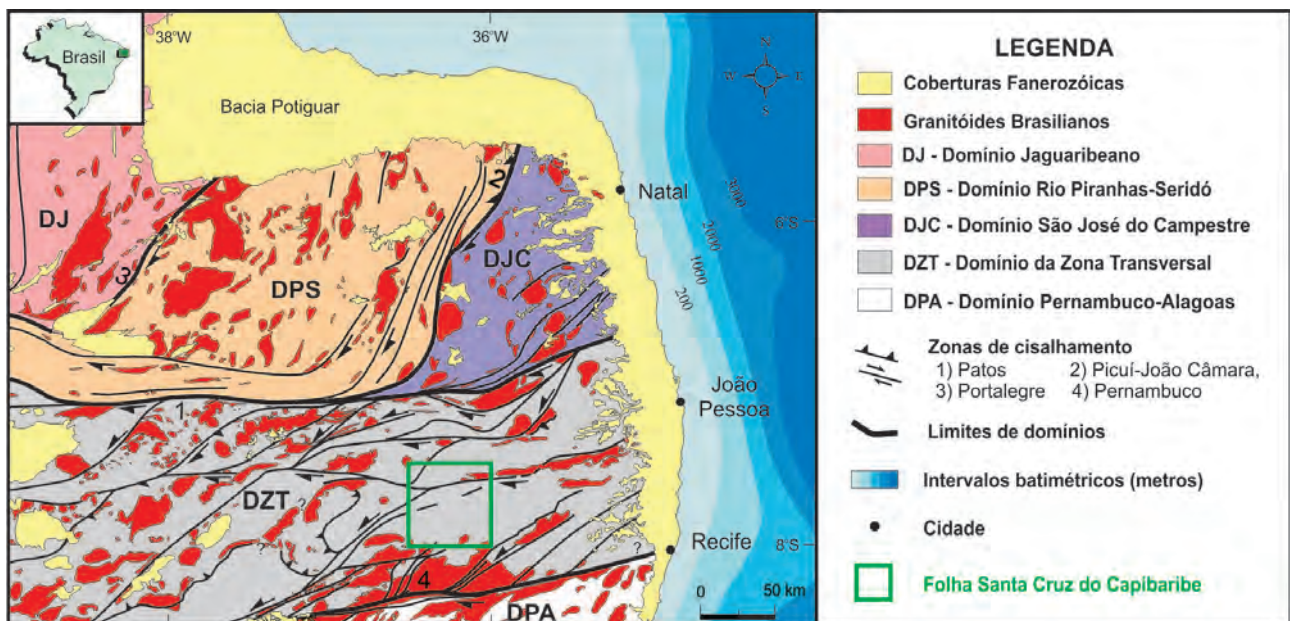 Brasil
38°W
36°W
N
W E
S
Bacia Potiguar
2
Natal
3000
6°S
2000
DJ
3
DJC
1000
DPS
200
João
Pessoa
1
DZT
?
?
?
Recife
8°S
4
0 50 km
DPA
LEGENDA
Coberturas Fanerozóicas
Granitóides Brasilianos
DJ - Domínio Jaguaribeano
DPS - Domínio Rio Piranhas-Seridó
DJC - Domínio São José do Campestre
DZT - Domínio da Zona Transversal
DPA - Domínio Pernambuco-Alagoas
Zonas de cisalhamento
1) Patos 2) Picuí-João Câmara,
3) Portalegre 4) Pernambuco
Limites de domínios
Intervalos batimétricos (metros)
Cidade
Folha Santa Cruz do Capibaribe